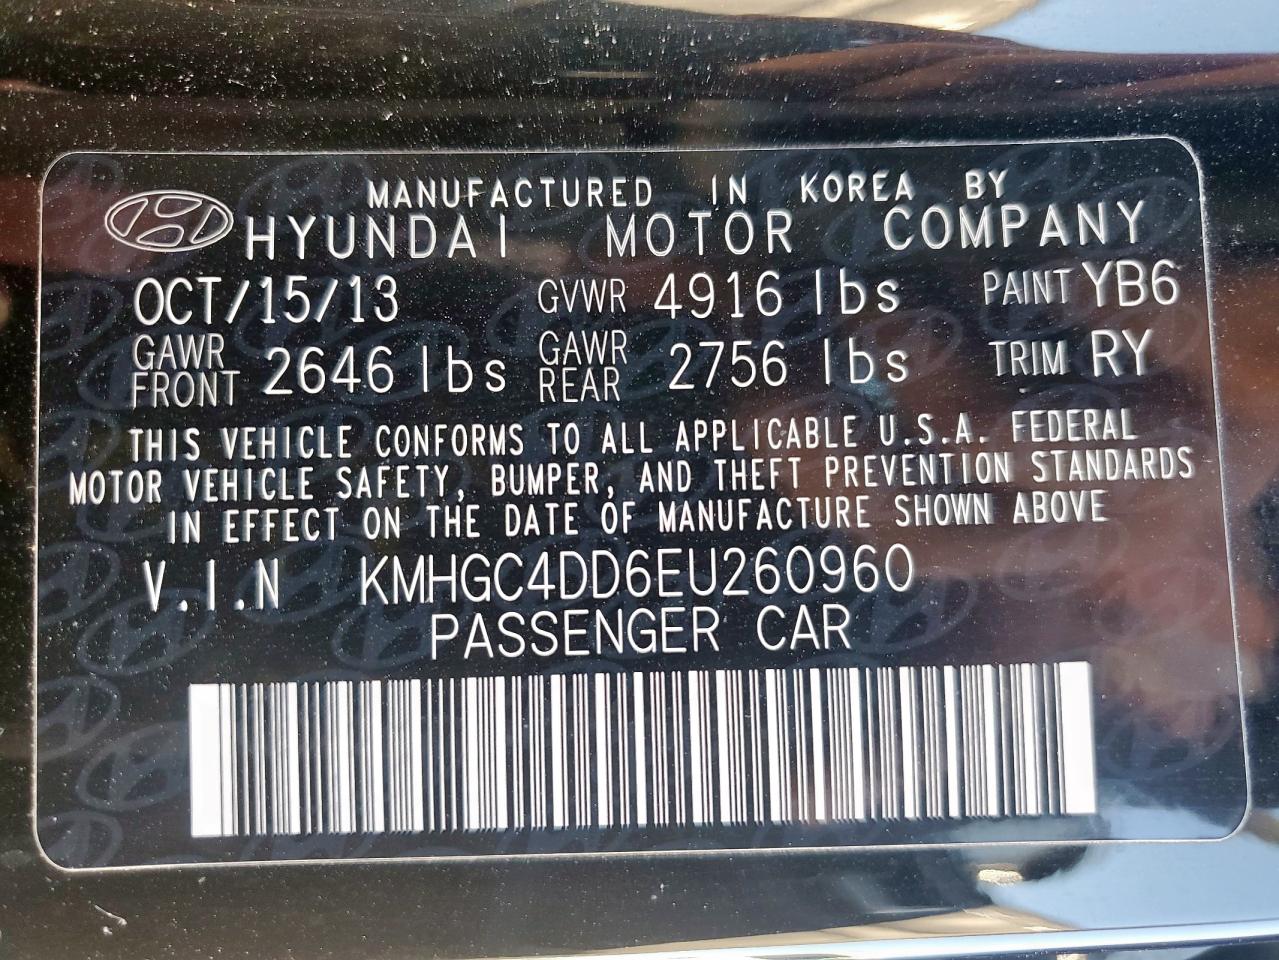 MANUFACTURED IN KOREA BY
HYUNDAI MOTOR COMPANY
OCT/15/13 GVWR 4916 lbs PAINT YB6
GAWR FRONT 2646 lbs GAWR REAR 2756 lbs TRIM RY
THIS VEHICLE CONFORMS TO ALL APPLICABLE U.S.A. FEDERAL
MOTOR VEHICLE SAFETY, BUMPER, AND THEFT PREVENTION STANDARDS
IN EFFECT ON THE DATE OF MANUFACTURE SHOWN ABOVE
V.I.N KMHGC4DD6EU260960
PASSENGER CAR